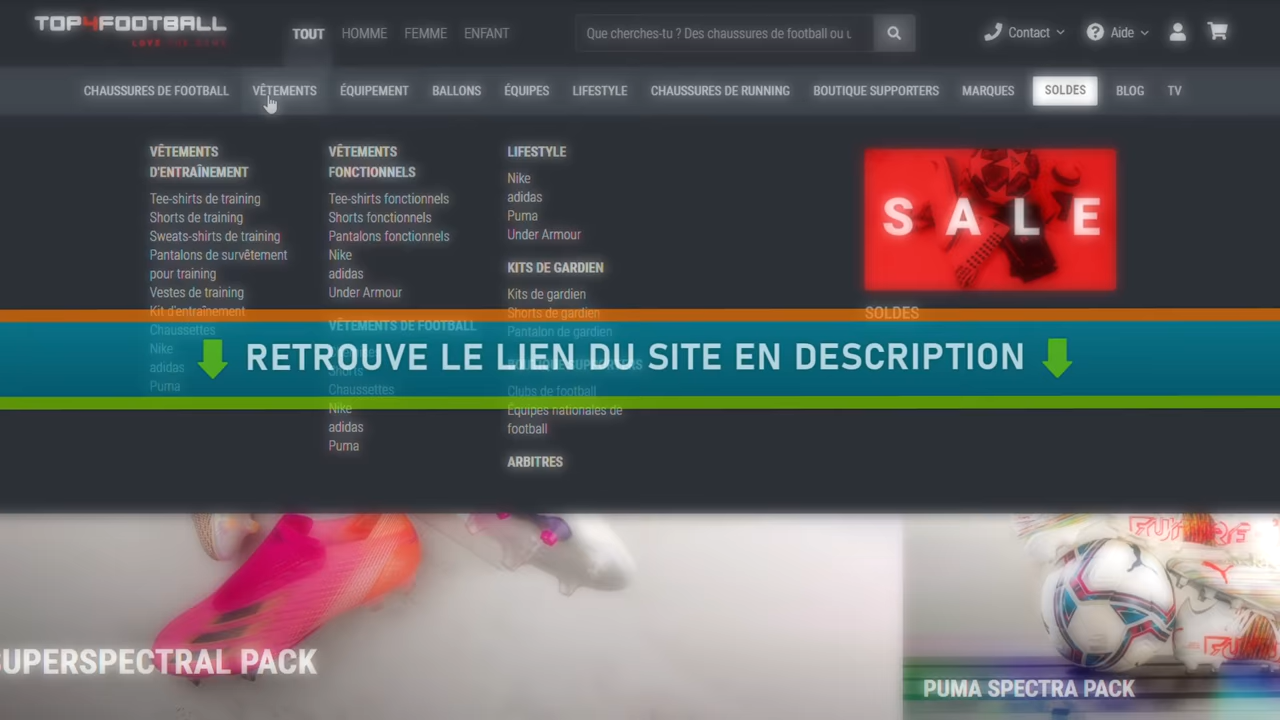 TOP4FOOTBALL
LOVE THE GAME
TOUT HOMME FEMME ENFANT
Que cherches-tu ? Des chaussures de football ou u
Contact Aide
CHAUSSURES DE FOOTBALL VÊTEMENTS ÉQUIPEMENT BALLONS ÉQUIPES LIFESTYLE CHAUSSURES DE RUNNING BOUTIQUE SUPPORTERS MARQUES SOLDES BLOG TV
VÊTEMENTS
D'ENTRAÎNEMENT
Tee-shirts de training
Shorts de training
Sweats-shirts de training
Pantalons de survêtement
pour training
Vestes de training
Kit d'entraînement
Chaussettes
Nike
adidas
Puma
VÊTEMENTS
FONCTIONNELS
Tee-shirts fonctionnels
Shorts fonctionnels
Pantalons fonctionnels
Nike
adidas
Under Armour
VÊTEMENTS DE FOOTBALL
Shorts
Chaussettes
Nike
adidas
Puma
LIFESTYLE
Nike
adidas
Puma
Under Armour
KITS DE GARDIEN
Kits de gardien
Shorts de gardien
Pantalon de gardien
BOUTIQUE SUPPORTERS
Clubs de football
Équipes nationales de
football
ARBITRES
SALE
SOLDES
RETROUVE LE LIEN DU SITE EN DESCRIPTION
SUPERSPECTRAL PACK
FUTURE
PUMA SPECTRA PACK